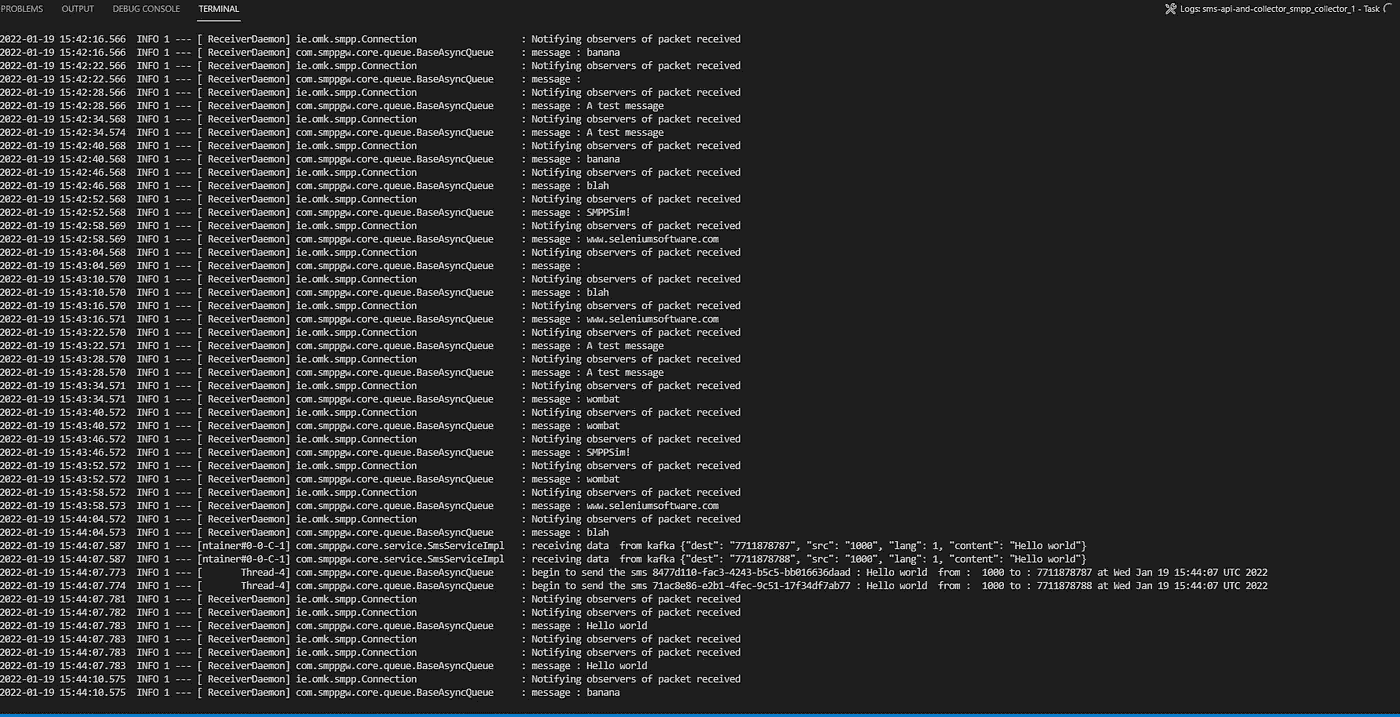 PROBLEMS OUTPUT DEBUG CONSOLE TERMINAL Logs: sms-api-and-collector_smpp_collector_1 - Task
2022-01-19 15:42:16.566 INFO 1 --- [ ReceiverDaemon] ie.omk.smpp.Connection : Notifying observers of packet received
2022-01-19 15:42:16.566 INFO 1 --- [ ReceiverDaemon] com.smppgw.core.queue.BaseAsyncQueue : message : banana
2022-01-19 15:42:22.566 INFO 1 --- [ ReceiverDaemon] ie.omk.smpp.Connection : Notifying observers of packet received
2022-01-19 15:42:22.566 INFO 1 --- [ ReceiverDaemon] com.smppgw.core.queue.BaseAsyncQueue : message :
2022-01-19 15:42:28.566 INFO 1 --- [ ReceiverDaemon] ie.omk.smpp.Connection : Notifying observers of packet received
2022-01-19 15:42:28.566 INFO 1 --- [ ReceiverDaemon] com.smppgw.core.queue.BaseAsyncQueue : message : A test message
2022-01-19 15:42:34.568 INFO 1 --- [ ReceiverDaemon] ie.omk.smpp.Connection : Notifying observers of packet received
2022-01-19 15:42:34.574 INFO 1 --- [ ReceiverDaemon] com.smppgw.core.queue.BaseAsyncQueue : message : A test message
2022-01-19 15:42:40.568 INFO 1 --- [ ReceiverDaemon] ie.omk.smpp.Connection : Notifying observers of packet received
2022-01-19 15:42:40.568 INFO 1 --- [ ReceiverDaemon] com.smppgw.core.queue.BaseAsyncQueue : message : banana
2022-01-19 15:42:46.568 INFO 1 --- [ ReceiverDaemon] ie.omk.smpp.Connection : Notifying observers of packet received
2022-01-19 15:42:46.568 INFO 1 --- [ ReceiverDaemon] com.smppgw.core.queue.BaseAsyncQueue : message : blah
2022-01-19 15:42:52.568 INFO 1 --- [ ReceiverDaemon] ie.omk.smpp.Connection : Notifying observers of packet received
2022-01-19 15:42:52.568 INFO 1 --- [ ReceiverDaemon] com.smppgw.core.queue.BaseAsyncQueue : message : SMPPSim!
2022-01-19 15:42:58.569 INFO 1 --- [ ReceiverDaemon] ie.omk.smpp.Connection : Notifying observers of packet received
2022-01-19 15:42:58.569 INFO 1 --- [ ReceiverDaemon] com.smppgw.core.queue.BaseAsyncQueue : message : www.seleniumsoftware.com
2022-01-19 15:43:04.568 INFO 1 --- [ ReceiverDaemon] ie.omk.smpp.Connection : Notifying observers of packet received
2022-01-19 15:43:04.569 INFO 1 --- [ ReceiverDaemon] com.smppgw.core.queue.BaseAsyncQueue : message :
2022-01-19 15:43:10.570 INFO 1 --- [ ReceiverDaemon] ie.omk.smpp.Connection : Notifying observers of packet received
2022-01-19 15:43:10.570 INFO 1 --- [ ReceiverDaemon] com.smppgw.core.queue.BaseAsyncQueue : message : blah
2022-01-19 15:43:16.570 INFO 1 --- [ ReceiverDaemon] ie.omk.smpp.Connection : Notifying observers of packet received
2022-01-19 15:43:16.571 INFO 1 --- [ ReceiverDaemon] com.smppgw.core.queue.BaseAsyncQueue : message : www.seleniumsoftware.com
2022-01-19 15:43:22.570 INFO 1 --- [ ReceiverDaemon] ie.omk.smpp.Connection : Notifying observers of packet received
2022-01-19 15:43:22.571 INFO 1 --- [ ReceiverDaemon] com.smppgw.core.queue.BaseAsyncQueue : message : A test message
2022-01-19 15:43:28.570 INFO 1 --- [ ReceiverDaemon] ie.omk.smpp.Connection : Notifying observers of packet received
2022-01-19 15:43:28.570 INFO 1 --- [ ReceiverDaemon] com.smppgw.core.queue.BaseAsyncQueue : message : A test message
2022-01-19 15:43:34.571 INFO 1 --- [ ReceiverDaemon] ie.omk.smpp.Connection : Notifying observers of packet received
2022-01-19 15:43:34.571 INFO 1 --- [ ReceiverDaemon] com.smppgw.core.queue.BaseAsyncQueue : message : wombat
2022-01-19 15:43:40.572 INFO 1 --- [ ReceiverDaemon] ie.omk.smpp.Connection : Notifying observers of packet received
2022-01-19 15:43:40.572 INFO 1 --- [ ReceiverDaemon] com.smppgw.core.queue.BaseAsyncQueue : message : wombat
2022-01-19 15:43:46.572 INFO 1 --- [ ReceiverDaemon] ie.omk.smpp.Connection : Notifying observers of packet received
2022-01-19 15:43:46.572 INFO 1 --- [ ReceiverDaemon] com.smppgw.core.queue.BaseAsyncQueue : message : SMPPSim!
2022-01-19 15:43:52.572 INFO 1 --- [ ReceiverDaemon] ie.omk.smpp.Connection : Notifying observers of packet received
2022-01-19 15:43:52.572 INFO 1 --- [ ReceiverDaemon] com.smppgw.core.queue.BaseAsyncQueue : message : wombat
2022-01-19 15:43:58.572 INFO 1 --- [ ReceiverDaemon] ie.omk.smpp.Connection : Notifying observers of packet received
2022-01-19 15:43:58.573 INFO 1 --- [ ReceiverDaemon] com.smppgw.core.queue.BaseAsyncQueue : message : www.seleniumsoftware.com
2022-01-19 15:44:04.572 INFO 1 --- [ ReceiverDaemon] ie.omk.smpp.Connection : Notifying observers of packet received
2022-01-19 15:44:04.573 INFO 1 --- [ ReceiverDaemon] com.smppgw.core.queue.BaseAsyncQueue : message : blah
2022-01-19 15:44:07.587 INFO 1 --- [ntainer#0-0-C-1] com.smppgw.core.service.SmsServiceImpl : receiving data from kafka {"dest": "7711878787", "src": "1000", "lang": 1, "content": "Hello world"}
2022-01-19 15:44:07.587 INFO 1 --- [ntainer#0-0-C-1] com.smppgw.core.service.SmsServiceImpl : receiving data from kafka {"dest": "7711878788", "src": "1000", "lang": 1, "content": "Hello world"}
2022-01-19 15:44:07.773 INFO 1 --- [ Thread-4] com.smppgw.core.queue.BaseAsyncQueue : begin to send the sms 8477d110-fac3-4243-b5c5-bb016636daad : Hello world from : 1000 to : 7711878787 at Wed Jan 19 15:44:07 UTC 2022
2022-01-19 15:44:07.774 INFO 1 --- [ Thread-4] com.smppgw.core.queue.BaseAsyncQueue : begin to send the sms 71ac8e86-e2b1-4fec-9c51-17f34df7ab77 : Hello world from : 1000 to : 7711878788 at Wed Jan 19 15:44:07 UTC 2022
2022-01-19 15:44:07.781 INFO 1 --- [ ReceiverDaemon] ie.omk.smpp.Connection : Notifying observers of packet received
2022-01-19 15:44:07.782 INFO 1 --- [ ReceiverDaemon] ie.omk.smpp.Connection : Notifying observers of packet received
2022-01-19 15:44:07.783 INFO 1 --- [ ReceiverDaemon] com.smppgw.core.queue.BaseAsyncQueue : message : Hello world
2022-01-19 15:44:07.783 INFO 1 --- [ ReceiverDaemon] ie.omk.smpp.Connection : Notifying observers of packet received
2022-01-19 15:44:07.783 INFO 1 --- [ ReceiverDaemon] ie.omk.smpp.Connection : Notifying observers of packet received
2022-01-19 15:44:07.783 INFO 1 --- [ ReceiverDaemon] com.smppgw.core.queue.BaseAsyncQueue : message : Hello world
2022-01-19 15:44:10.575 INFO 1 --- [ ReceiverDaemon] ie.omk.smpp.Connection : Notifying observers of packet received
2022-01-19 15:44:10.575 INFO 1 --- [ ReceiverDaemon] com.smppgw.core.queue.BaseAsyncQueue : message : banana